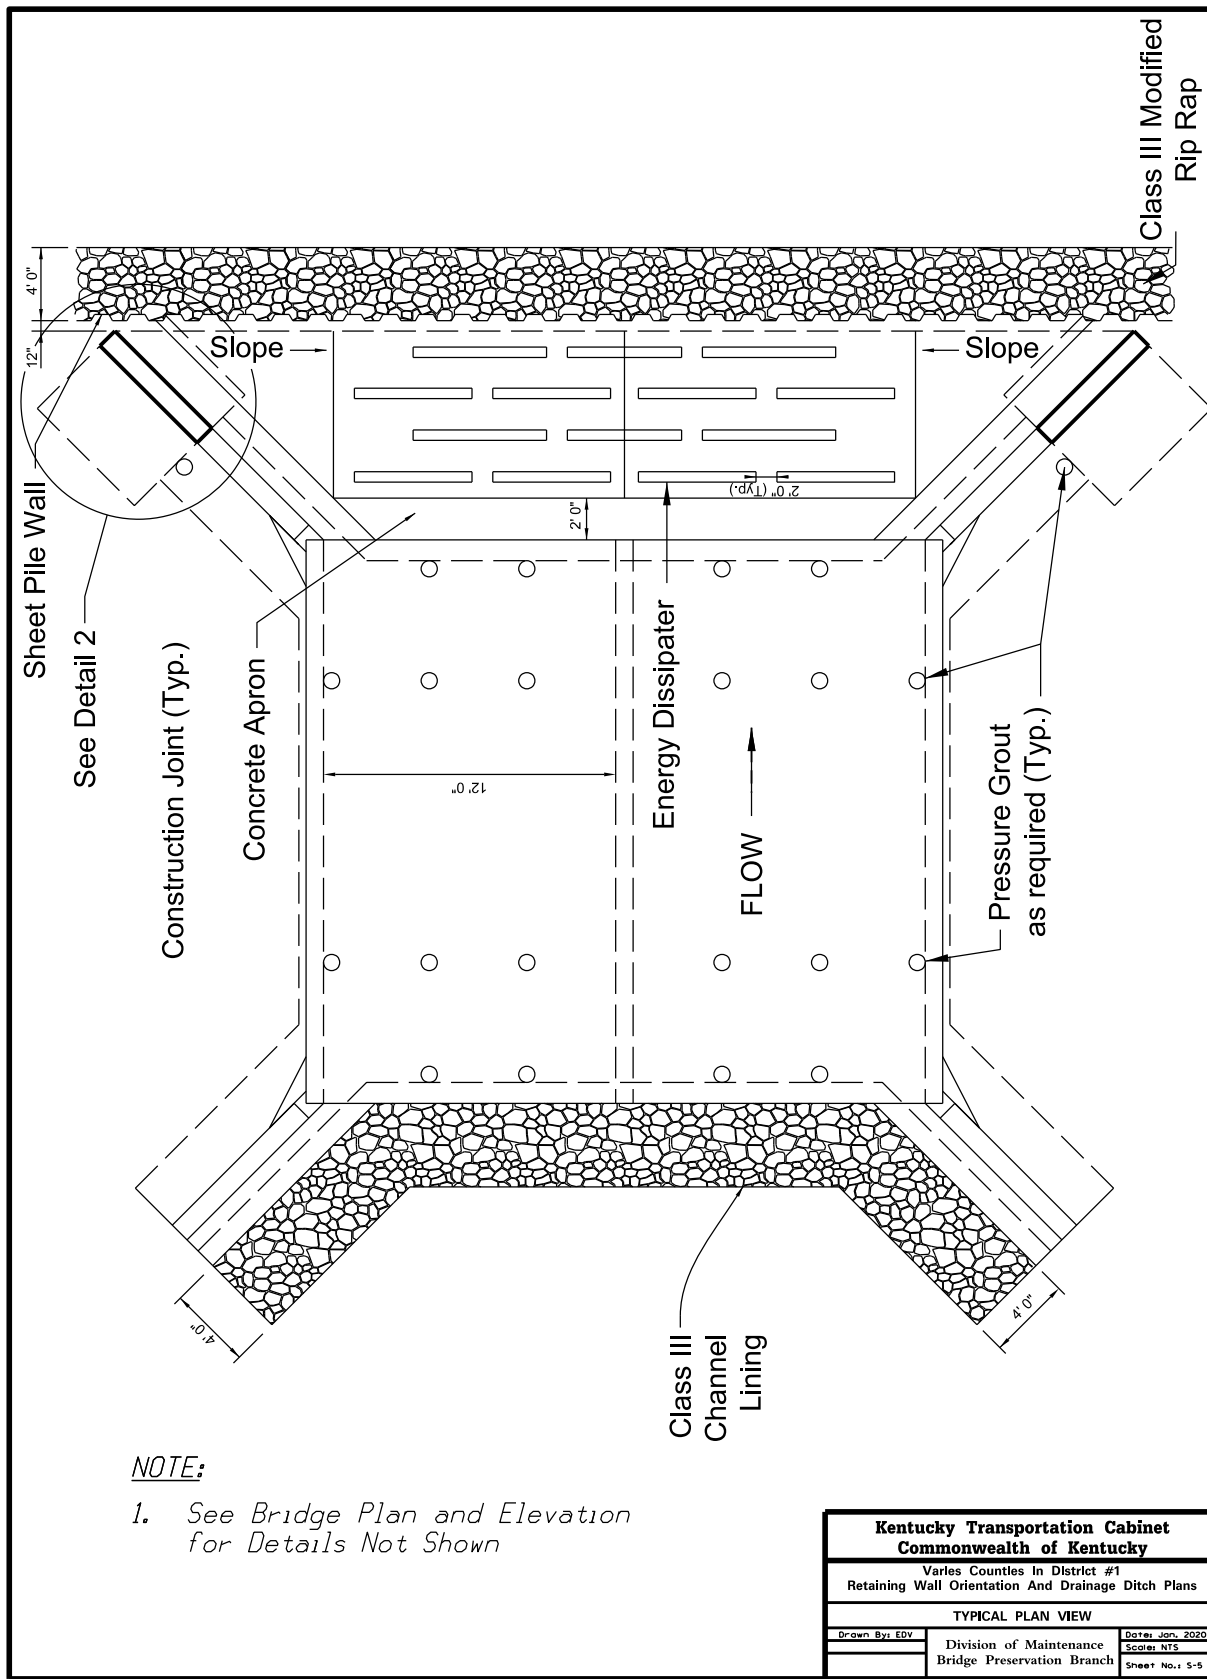 Class III Modified
Rip Rap
4' 0"
12"
Slope
Slope
Sheet Pile Wall
See Detail 2
Construction Joint (Typ.)
Concrete Apron
2' 0" (Typ.)
2' 0"
Energy Dissipater
12' 0"
FLOW
Pressure Grout
as required (Typ.)
4' 0"
4' 0"
Class III
Channel
Lining
NOTE:
1. See Bridge Plan and Elevation
for Details Not Shown
Kentucky Transportation Cabinet
Commonwealth of Kentucky
Varies Counties In District #1
Retaining Wall Orientation And Drainage Ditch Plans
TYPICAL PLAN VIEW
Drawn By: EDV
Division of Maintenance
Bridge Preservation Branch
Date: Jan. 2020
Scale: NTS
Sheet No.: S-5